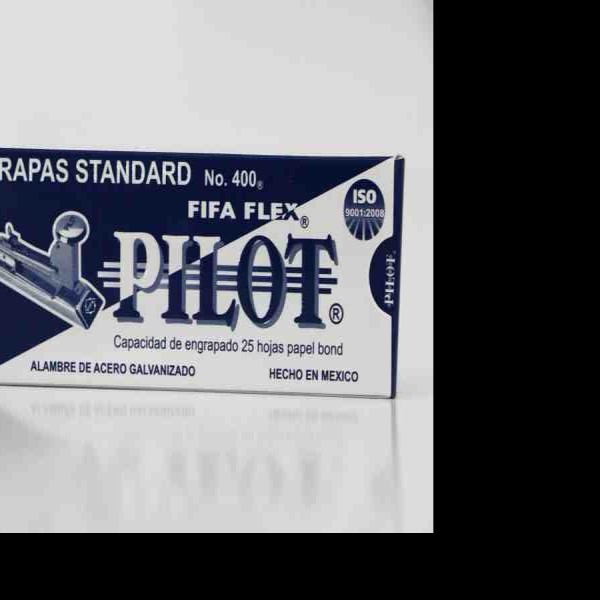 RAPAS STANDARD No. 400®
ISO
9001:2008
FIFA FLEX®
PILOT®
PILOT
Capacidad de engrapado 25 hojas papel bond
ALAMBRE DE ACERO GALVANIZADO HECHO EN MEXICO